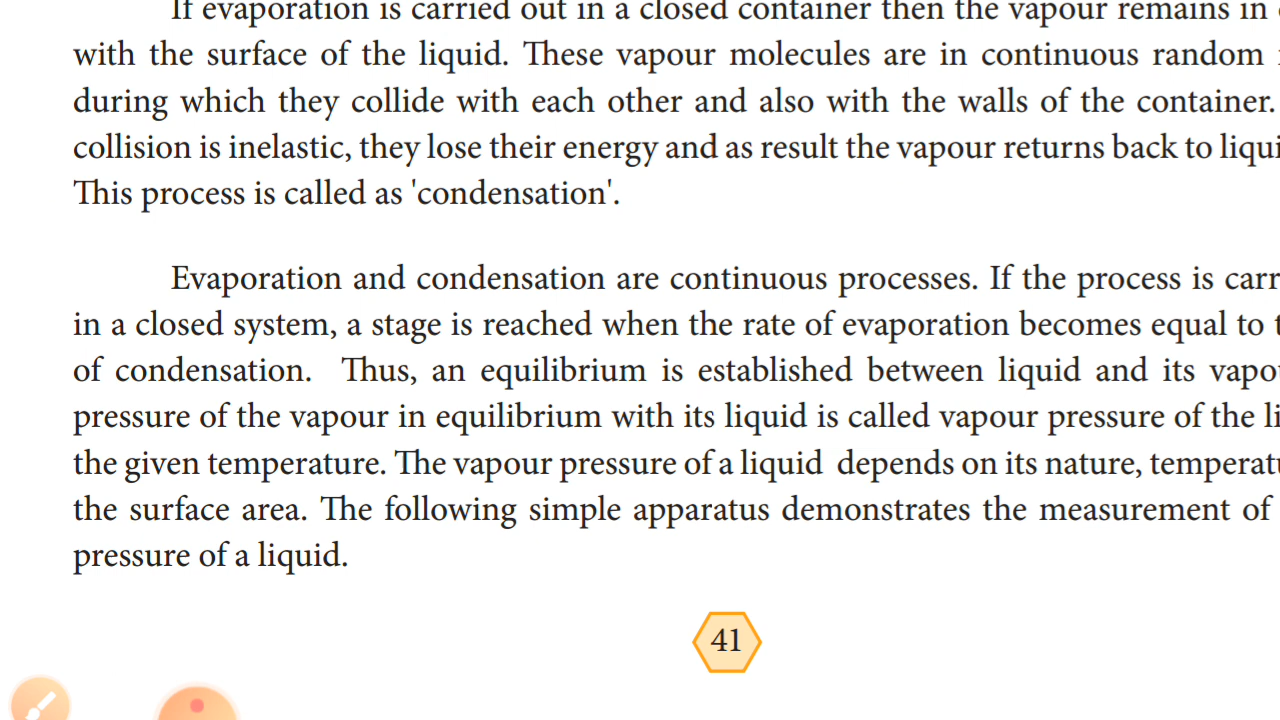 If evaporation is carried out in a closed container then the vapour remains in
with the surface of the liquid. These vapour molecules are in continuous random
during which they collide with each other and also with the walls of the container.
collision is inelastic, they lose their energy and as result the vapour returns back to liqui
This process is called as 'condensation'.
Evaporation and condensation are continuous processes. If the process is carr
in a closed system, a stage is reached when the rate of evaporation becomes equal to t
of condensation. Thus, an equilibrium is established between liquid and its vapou
pressure of the vapour in equilibrium with its liquid is called vapour pressure of the li
the given temperature. The vapour pressure of a liquid depends on its nature, temperatu
the surface area. The following simple apparatus demonstrates the measurement of
pressure of a liquid.
41